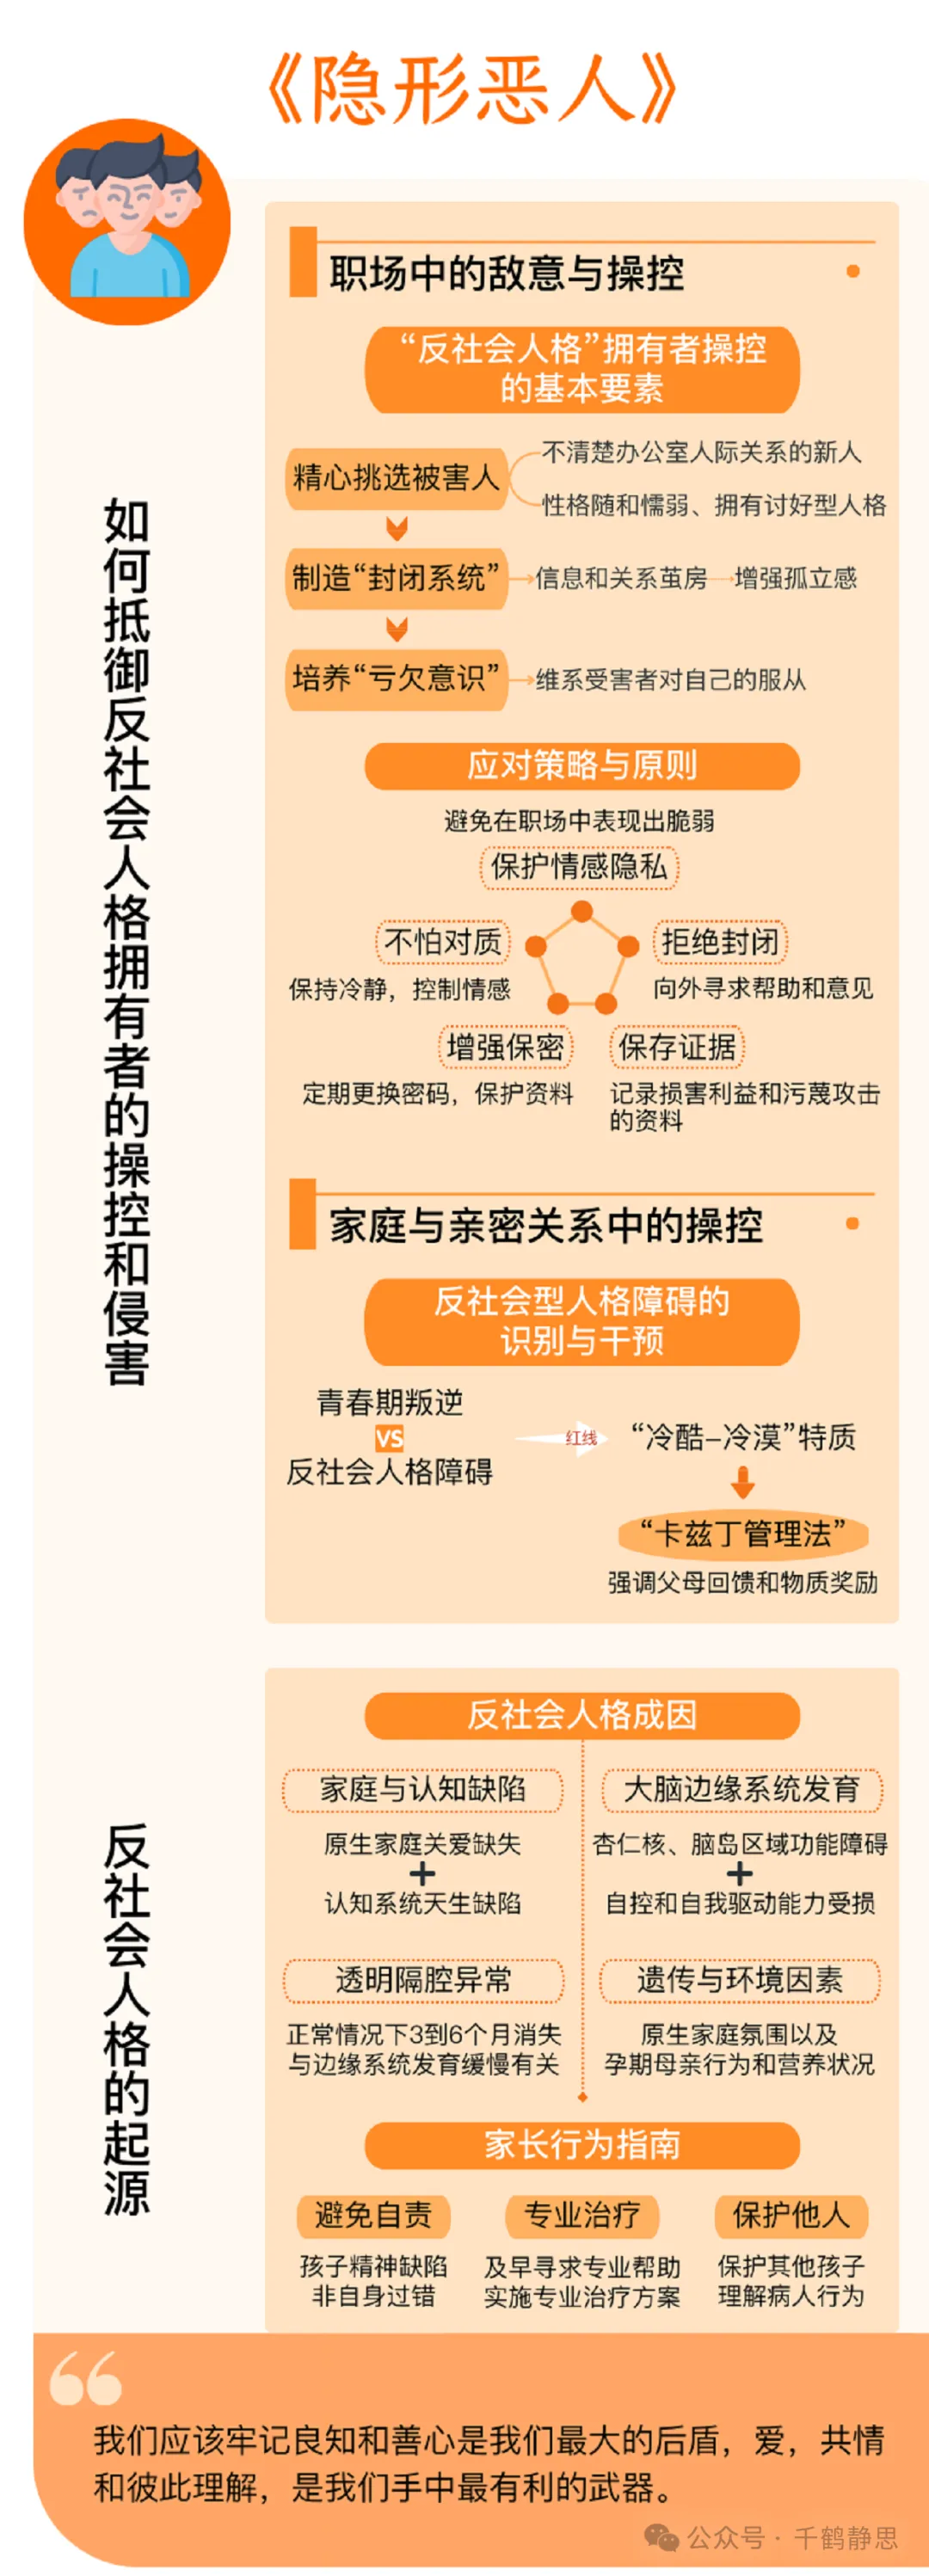 《隐形恶人》
如何抵御反社会人格拥有者的操控和侵害
职场中的敌意与操控
“反社会人格”拥有者操控
的基本要素
精心挑选被害人
不清楚办公室人际关系的新人
性格随和懦弱、拥有讨好型人格
制造“封闭系统”
信息和关系茧房
增强孤立感
培养“亏欠意识”
维系受害者对自己的服从
应对策略与原则
避免在职场中表现出脆弱
保护情感隐私
不怕对质
保持冷静，控制情感
拒绝封闭
向外寻求帮助和意见
增强保密
定期更换密码，保护资料
保存证据
记录损害利益和污蔑攻击
的资料
家庭与亲密关系中的操控
反社会型人格障碍的
识别与干预
青春期叛逆
VS
反社会人格障碍
红线
“冷酷–冷漠”特质
“卡兹丁管理法”
强调父母回馈和物质奖励
反社会人格的起源
反社会人格成因
家庭与认知缺陷
原生家庭关爱缺失
+
认知系统天生缺陷
大脑边缘系统发育
杏仁核、脑岛区域功能障碍
+
自控和自我驱动能力受损
透明隔腔异常
正常情况下3到6个月消失
与边缘系统发育缓慢有关
遗传与环境因素
原生家庭氛围以及
孕期母亲行为和营养状况
家长行为指南
避免自责
孩子精神缺陷
非自身过错
专业治疗
及早寻求专业帮助
实施专业治疗方案
保护他人
保护其他孩子
理解病人行为
我们应该牢记良知和善心是我们最大的后盾，爱，共情
和彼此理解，是我们手中最有利的武器。
公众号 · 千鹤静思